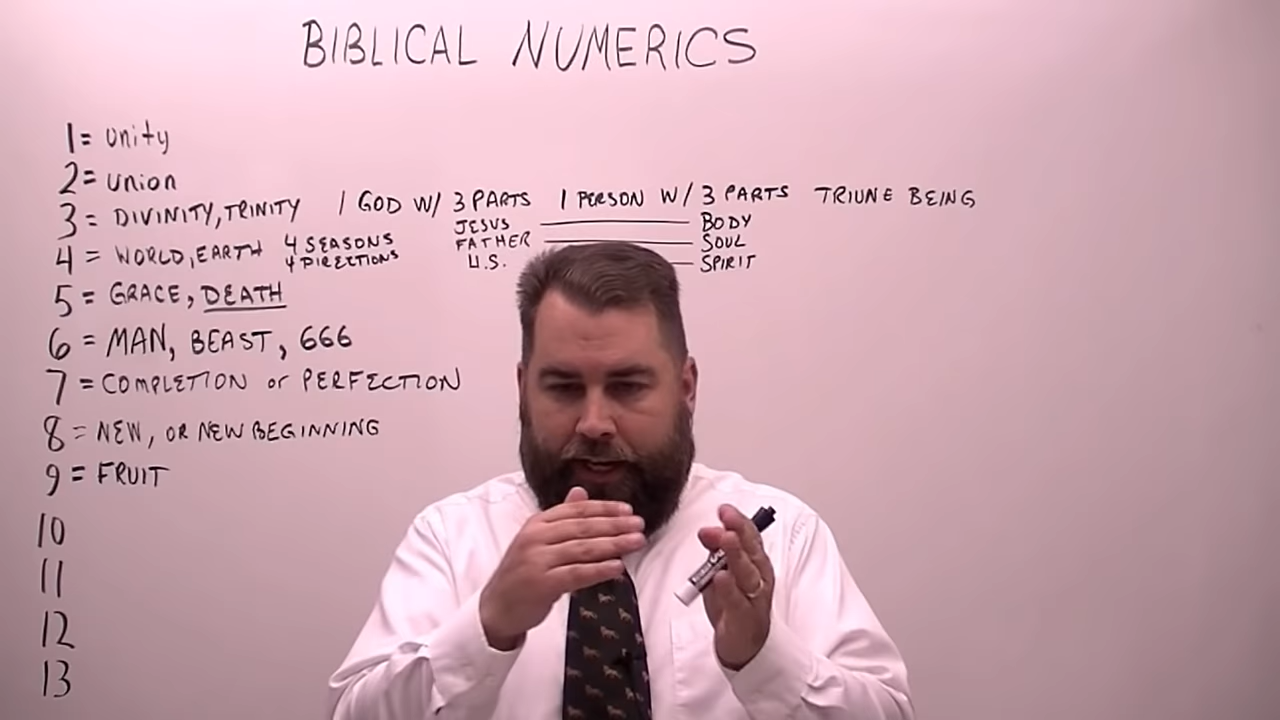 BIBLICAL NUMERICS
1 = unity
2 = union
3 = DIVINITY, TRINITY 1 GOD W/ 3 PARTS 1 PERSON W/ 3 PARTS TRIUNE BEING
JESUS BODY
4 = WORLD, EARTH 4 SEASONS FATHER SOUL
4 DIRECTIONS H.S. SPIRIT
5 = GRACE, DEATH
6 = MAN, BEAST, 666
7 = COMPLETION or PERFECTION
8 = NEW, OR NEW BEGINNING
9 = FRUIT
10
11
12
13